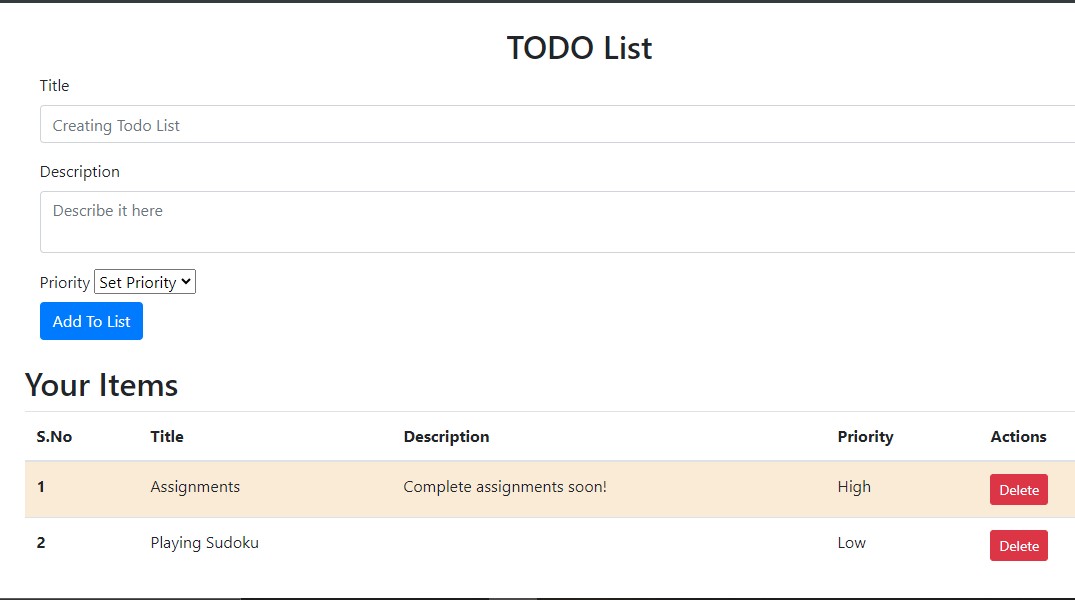 TODO List
Title
Creating Todo List
Description
Describe it here
Priority Set Priority
Add To List
Your Items
S.No Title Description Priority Actions
1 Assignments Complete assignments soon! High Delete
2 Playing Sudoku Low Delete